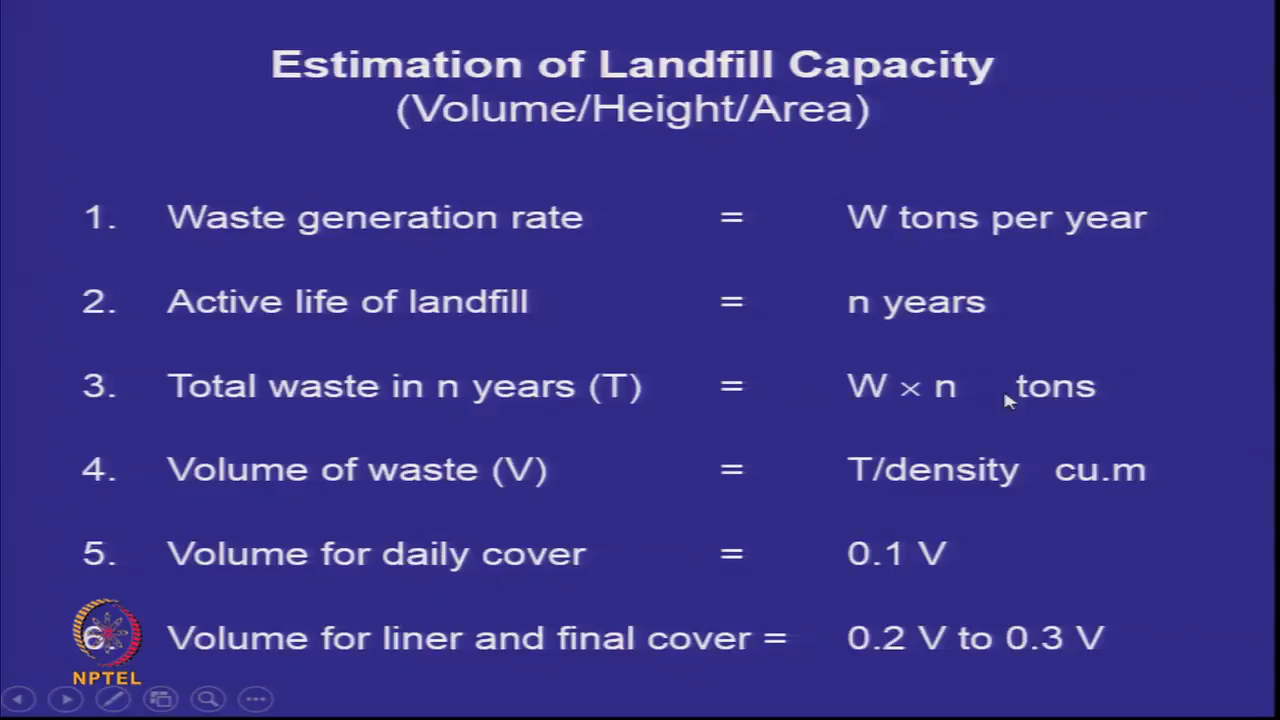 Estimation of Landfill Capacity
(Volume/Height/Area)
1. Waste generation rate = W tons per year
2. Active life of landfill = n years
3. Total waste in n years (T) = W × n tons
4. Volume of waste (V) = T/density cu.m
5. Volume for daily cover = 0.1 V
6. Volume for liner and final cover = 0.2 V to 0.3 V
NPTEL